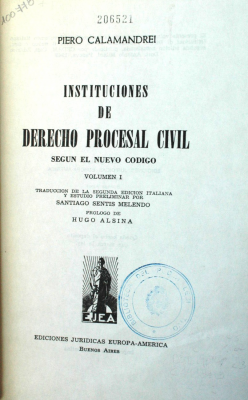 206521
PIERO CALAMANDREI
INSTITUCIONES
DE
DERECHO PROCESAL CIVIL
SEGUN EL NUEVO CODIGO
VOLUMEN I
TRADUCCION DE LA SEGUNDA EDICION ITALIANA
Y ESTUDIO PRELIMINAR POR
SANTIAGO SENTIS MELENDO
PROLOGO DE
HUGO ALSINA
EJEA
EDICIONES JURIDICAS EUROPA-AMERICA
BUENOS AIRES